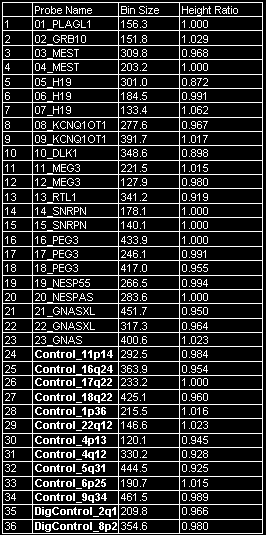 Probe Name Bin Size Height Ratio
1 01_PLAGL1 156.3 1.000
2 02_GRB10 151.8 1.029
3 03_MEST 309.8 0.968
4 04_MEST 203.2 1.000
5 05_H19 301.0 0.872
6 06_H19 184.5 0.991
7 07_H19 133.4 1.062
8 08_KCNQ1OT1 277.6 0.967
9 09_KCNQ1OT1 391.7 1.017
10 10_DLK1 348.6 0.898
11 11_MEG3 221.5 1.015
12 12_MEG3 127.9 0.980
13 13_RTL1 341.2 0.919
14 14_SNRPN 178.1 1.000
15 15_SNRPN 140.1 1.000
16 16_PEG3 433.9 1.000
17 17_PEG3 246.1 0.991
18 18_PEG3 417.0 0.955
19 19_NESP55 266.5 0.994
20 20_NESPAS 283.6 1.000
21 21_GNASXL 451.7 0.950
22 22_GNASXL 317.3 0.964
23 23_GNAS 400.6 1.023
24 Control_11p14 292.5 0.984
25 Control_16q24 363.9 0.954
26 Control_17q22 233.2 1.000
27 Control_18q22 425.1 0.960
28 Control_1p36 215.5 1.016
29 Control_22q12 146.6 1.023
30 Control_4p13 120.1 0.945
31 Control_4q12 330.2 0.928
32 Control_5q31 444.5 0.925
33 Control_6p25 190.7 1.015
34 Control_9q34 461.5 0.989
35 DigControl_2q1 209.8 0.966
36 DigControl_8p2 354.6 0.980